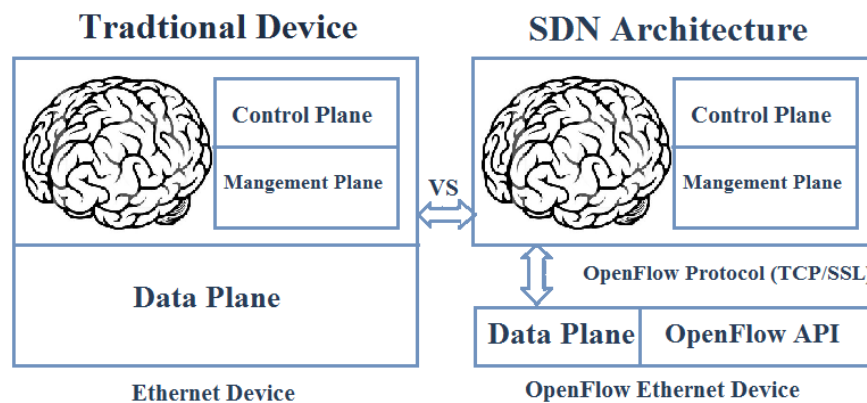 Tradtional Device
SDN Architecture
Control Plane
Mangement Plane
Data Plane
Ethernet Device
VS
Control Plane
Mangement Plane
OpenFlow Protocol (TCP/SSL)
Data Plane
OpenFlow API
OpenFlow Ethernet Device